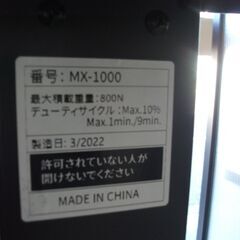 番号: MX-1000
最大積載重量:800N
デューティサイクル:Max.10%
Max.1min./9min.
製造日:3/2022
許可されていない人が
開けないでください
MADE IN CHINA